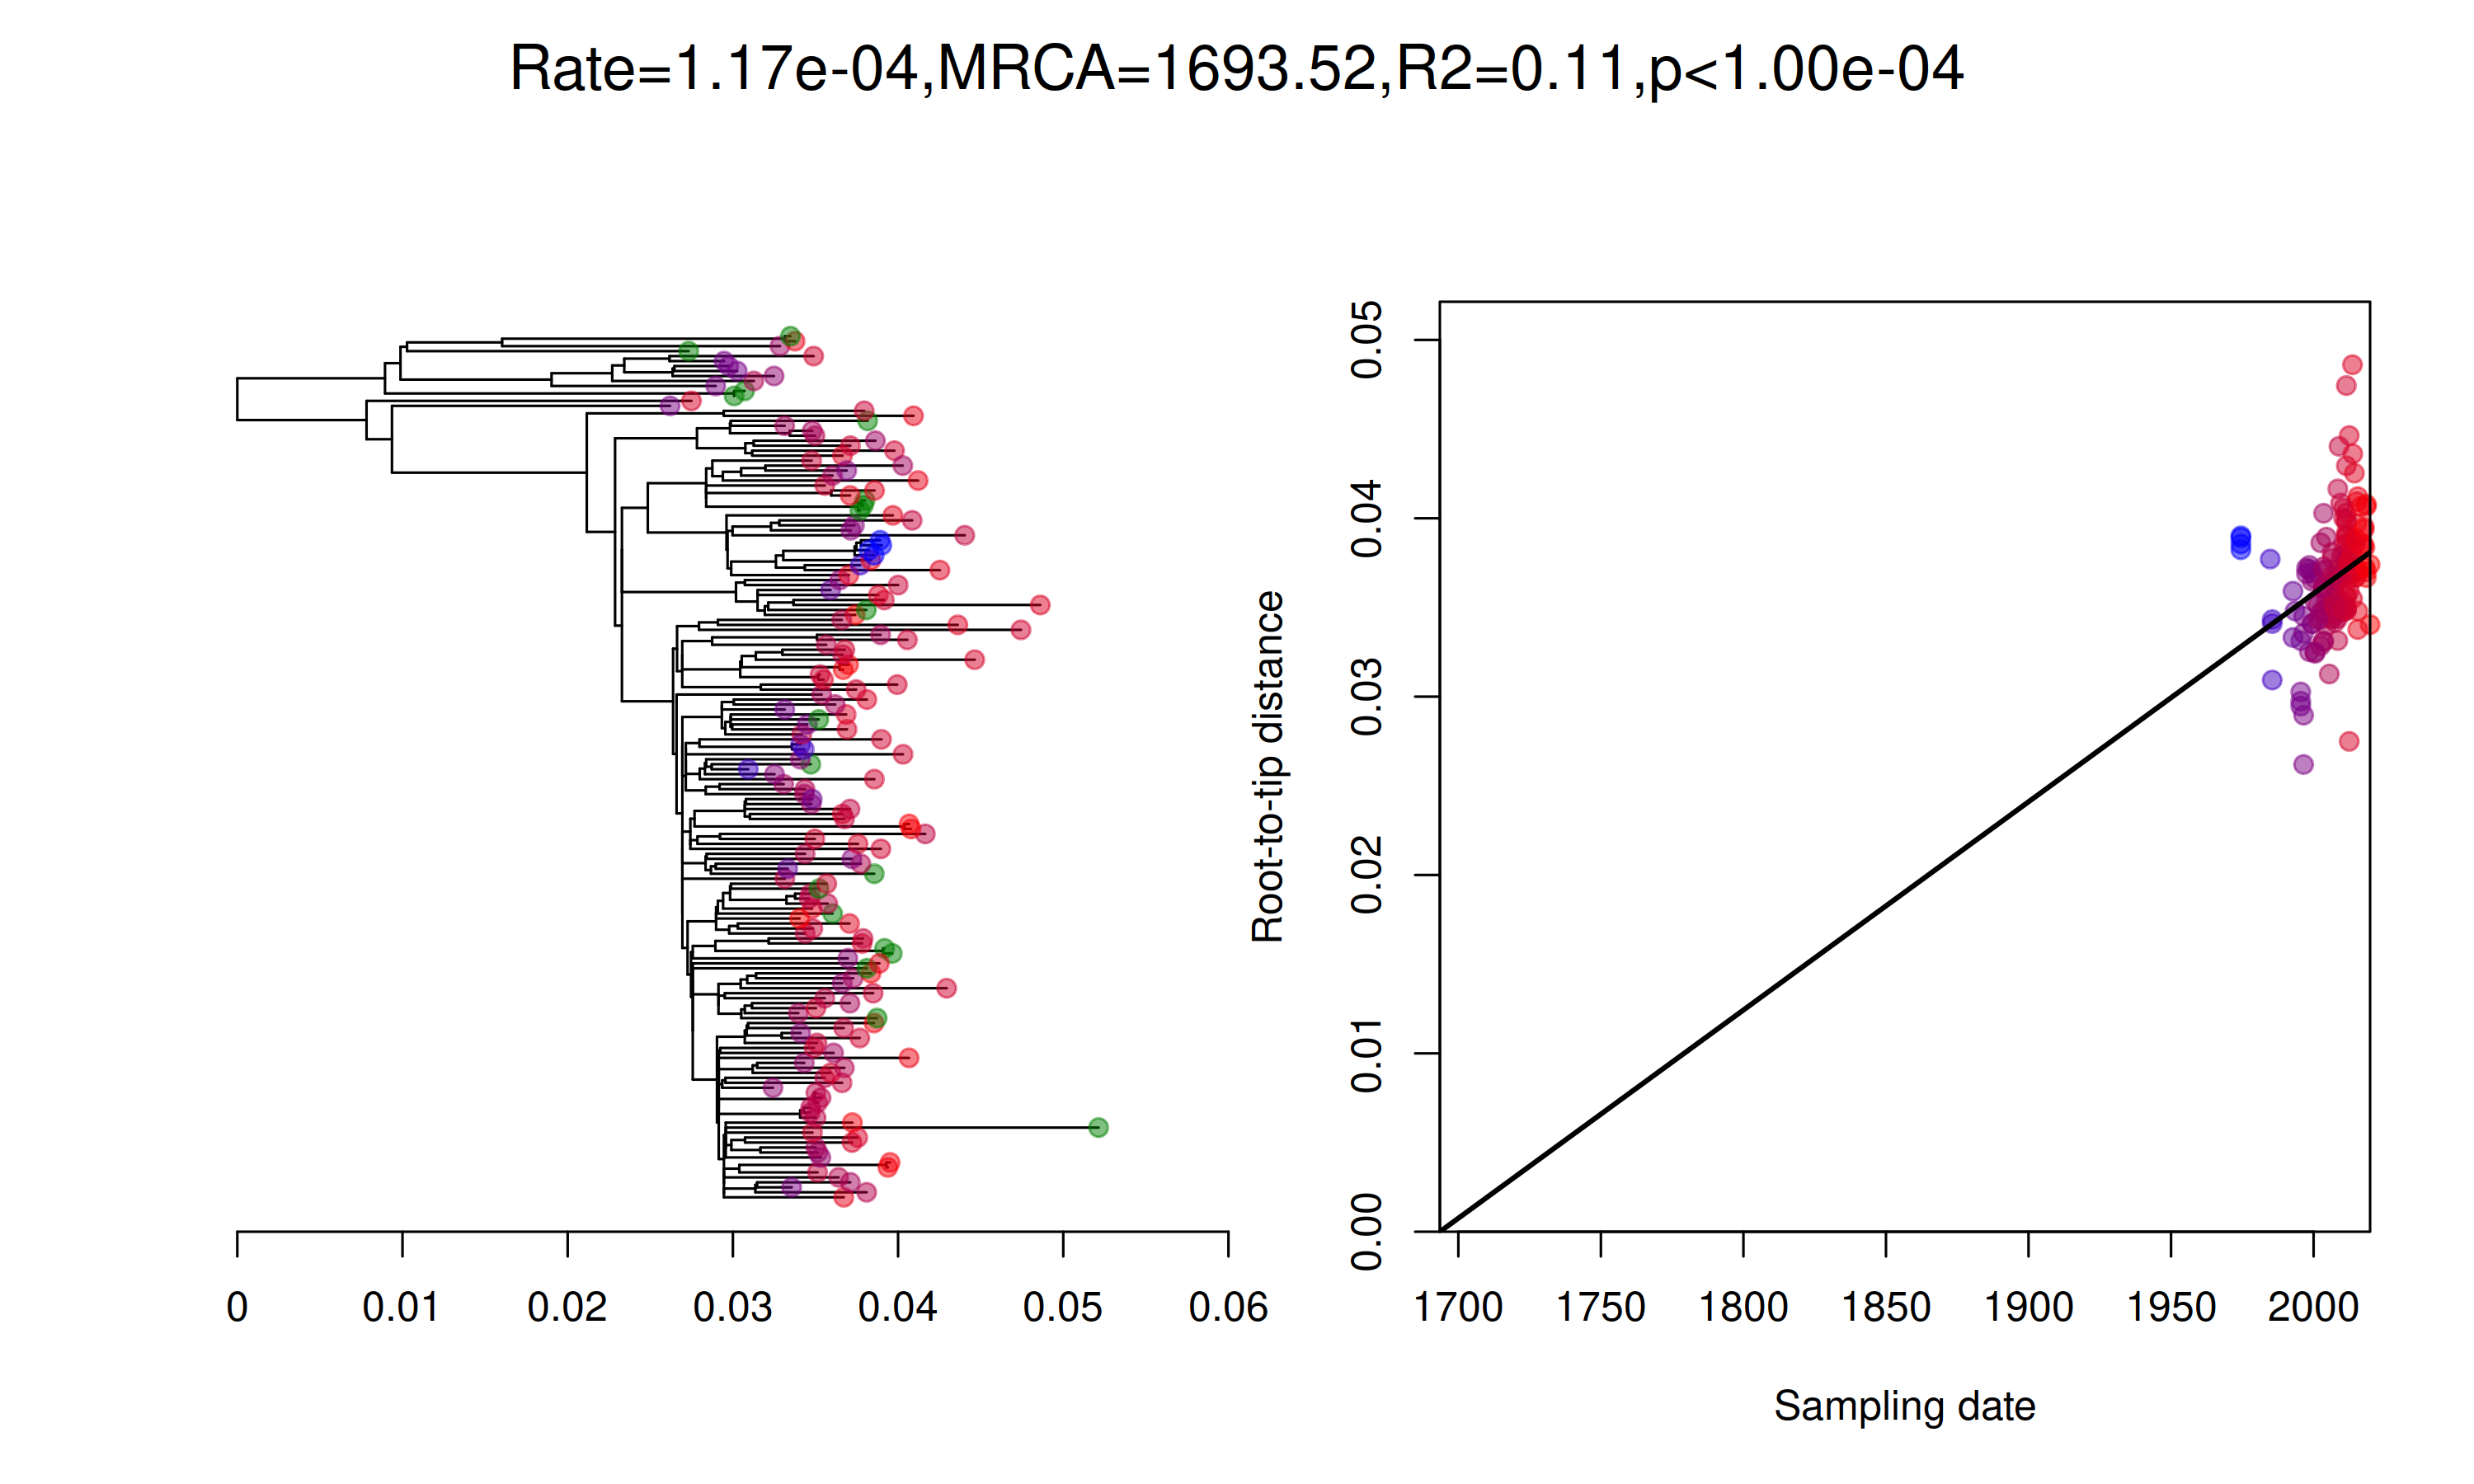 Rate=1.17e-04,MRCA=1693.52,R2=0.11,p<1.00e-04
0 0.01 0.02 0.03 0.04 0.05 0.06
Root-to-tip distance
0.00 0.01 0.02 0.03 0.04 0.05
1700 1750 1800 1850 1900 1950 2000
Sampling date